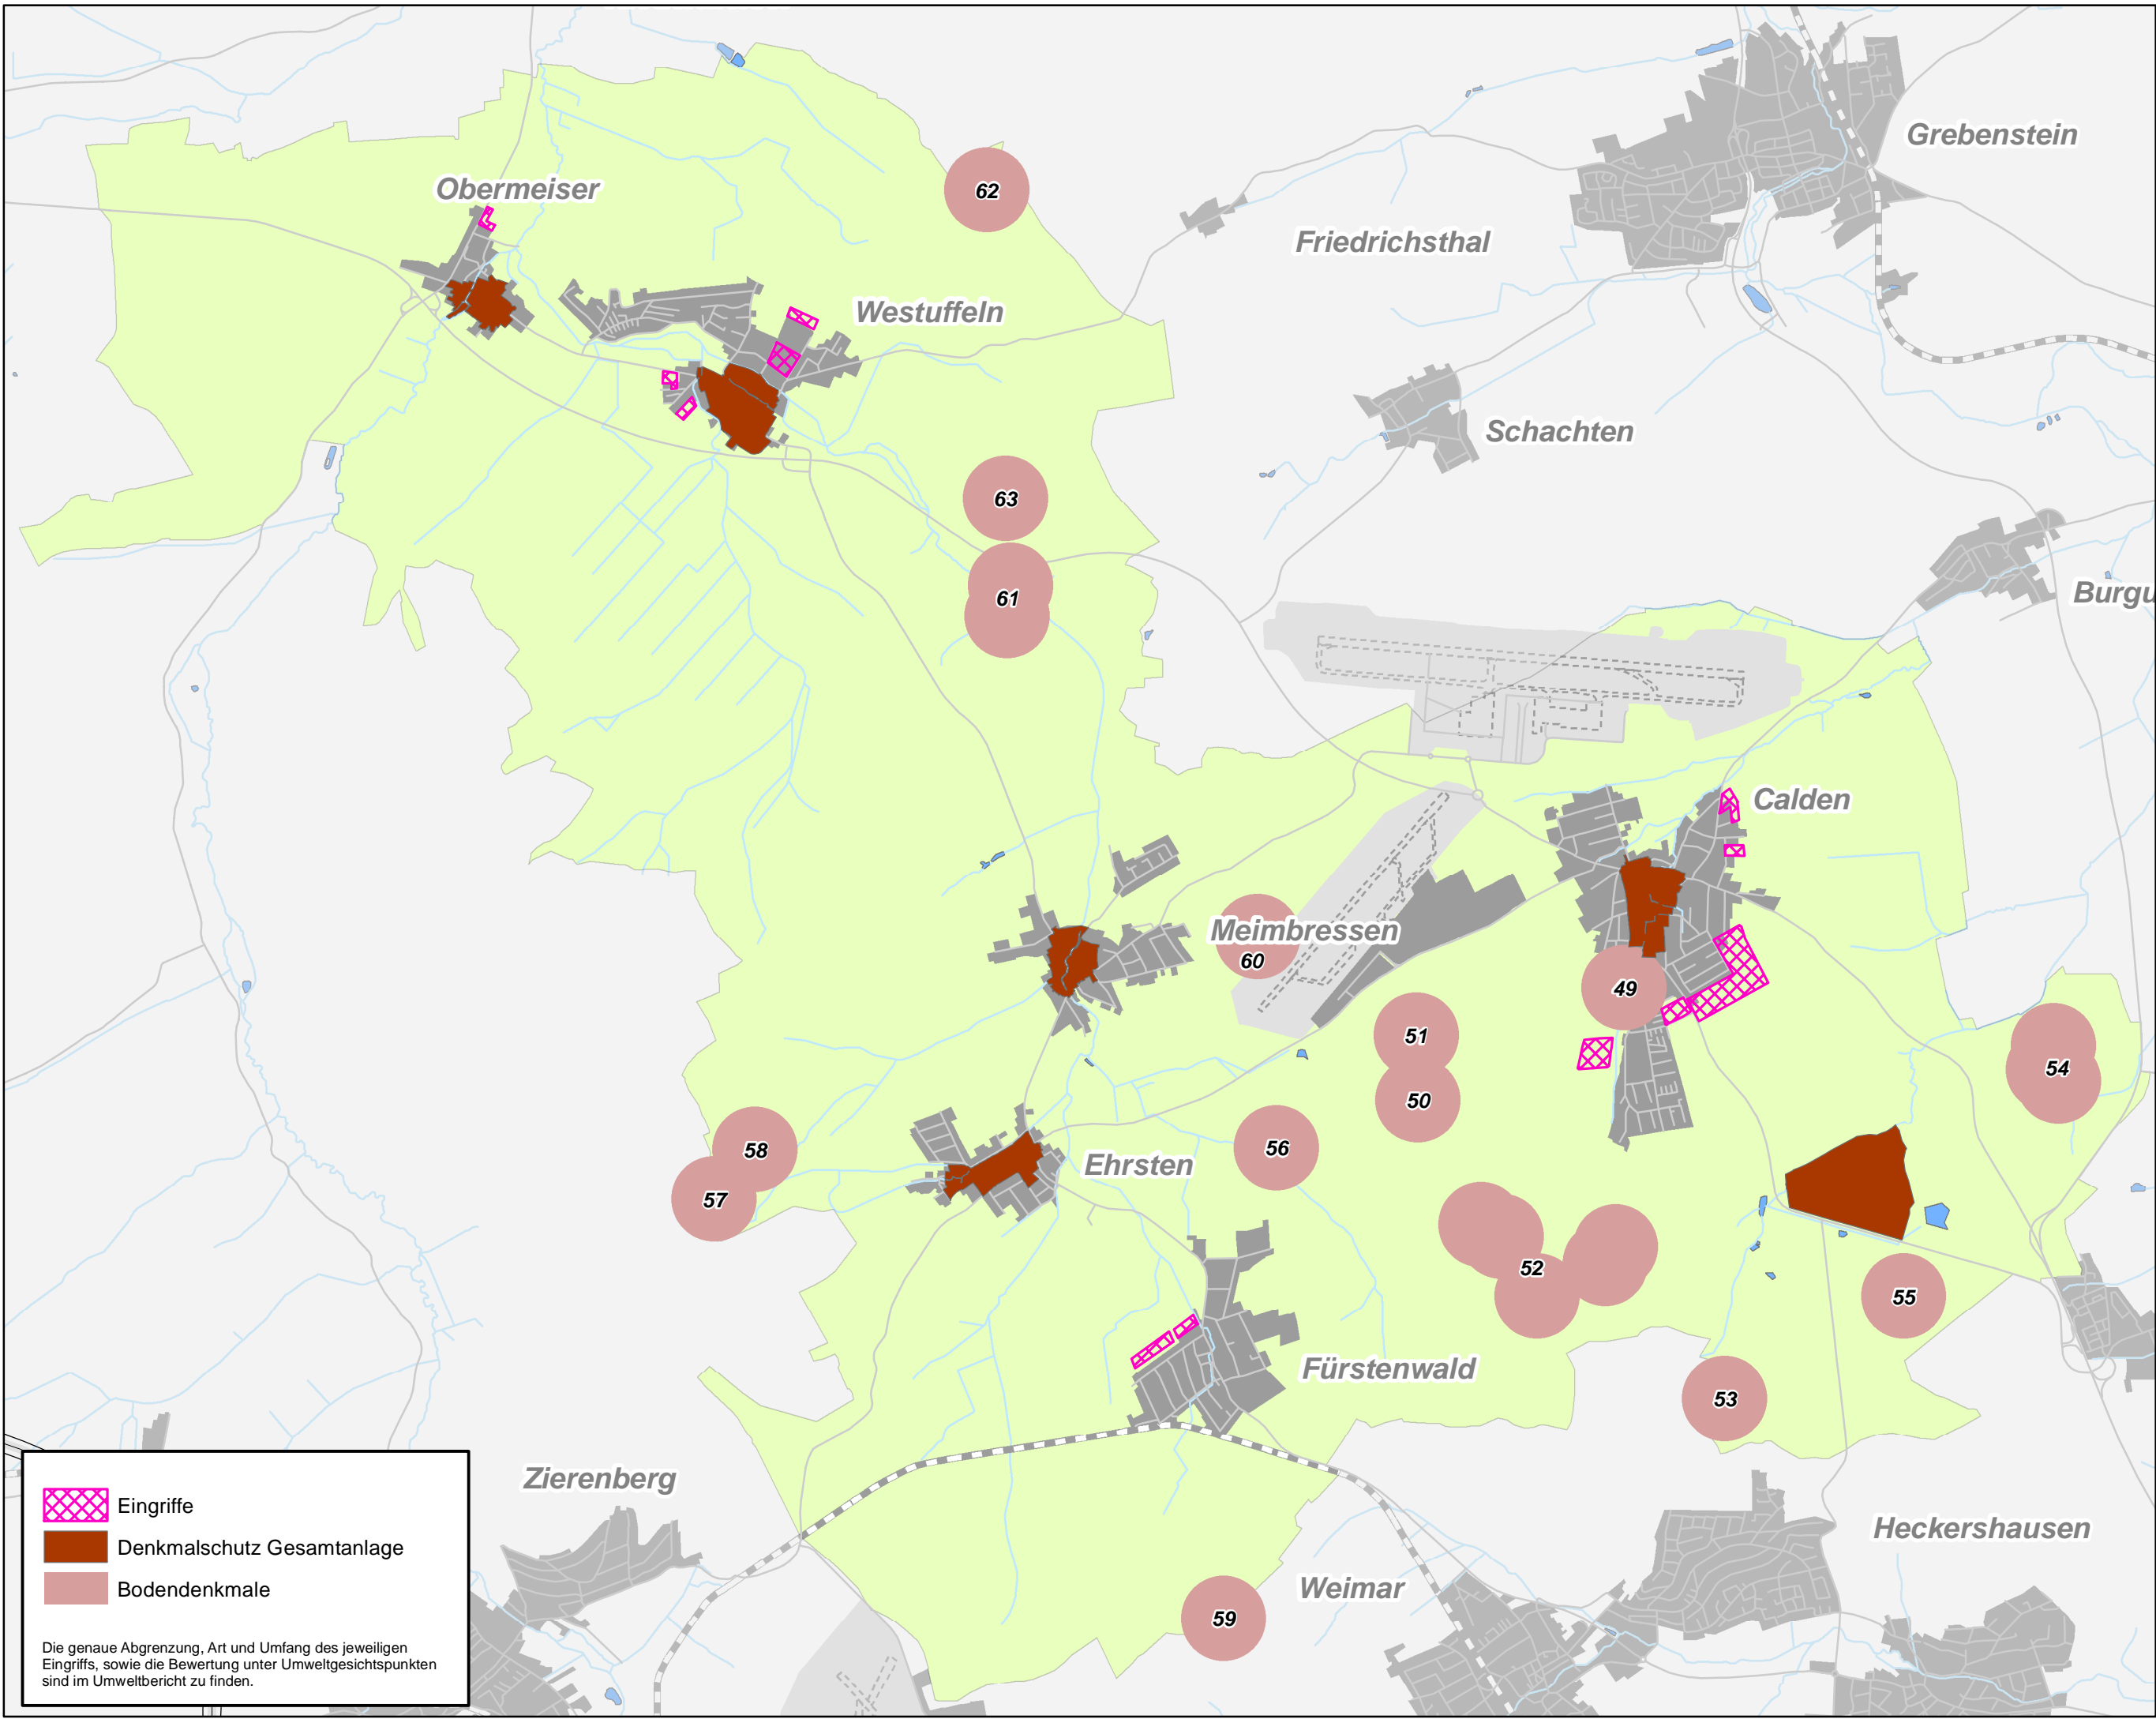 Grebenstein
Obermeiser
62
Friedrichsthal
Westuffeln
Schachten
63
Burgu
61
Calden
Meimbressen
60
49
51
54
50
58
56
Ehrsten
57
52
55
Fürstenwald
53
Zierenberg
Heckershausen
Weimar
59
Eingriffe
Denkmalschutz Gesamtanlage
Bodendenkmale
Die genaue Abgrenzung, Art und Umfang des jeweiligen
Eingriffs, sowie die Bewertung unter Umweltgesichtspunkten
sind im Umweltbericht zu finden.